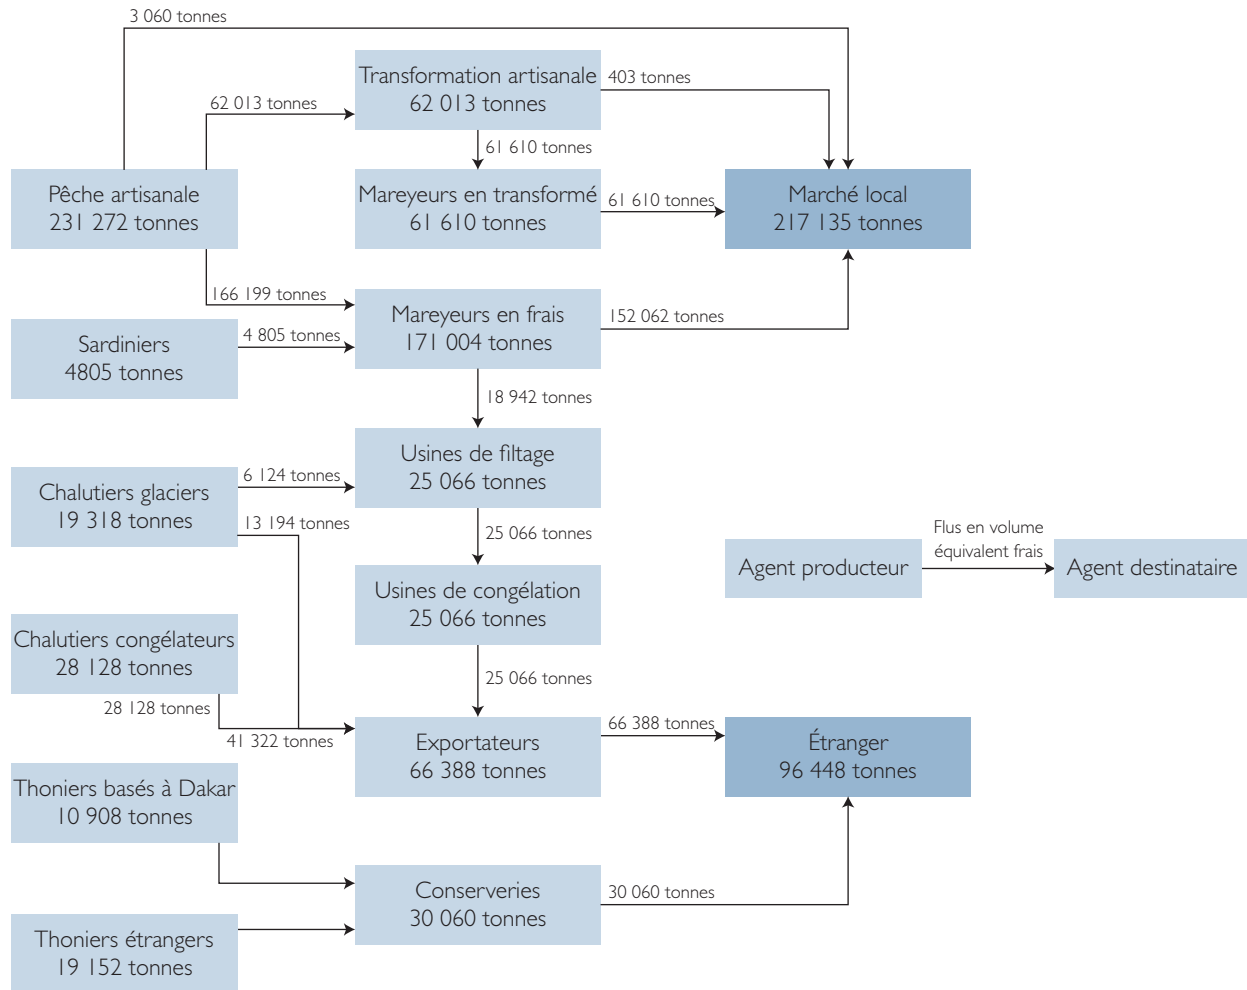 3 060 tonnes
Transformation artisanale
62 013 tonnes
403 tonnes
62 013 tonnes
61 610 tonnes
Pêche artisanale
231 272 tonnes
Mareyeurs en transformé
61 610 tonnes
61 610 tonnes
Marché local
217 135 tonnes
166 199 tonnes
Mareyeurs en frais
171 004 tonnes
152 062 tonnes
4 805 tonnes
Sardiniers
4805 tonnes
18 942 tonnes
Usines de filtage
25 066 tonnes
6 124 tonnes
Chalutiers glaciers
19 318 tonnes
13 194 tonnes
25 066 tonnes
Flus en volume
équivalent frais
Agent producteur
Agent destinataire
Usines de congélation
25 066 tonnes
Chalutiers congélateurs
28 128 tonnes
25 066 tonnes
28 128 tonnes
41 322 tonnes
Exportateurs
66 388 tonnes
66 388 tonnes
Étranger
96 448 tonnes
Thoniers basés à Dakar
10 908 tonnes
Conserveries
30 060 tonnes
30 060 tonnes
Thoniers étrangers
19 152 tonnes